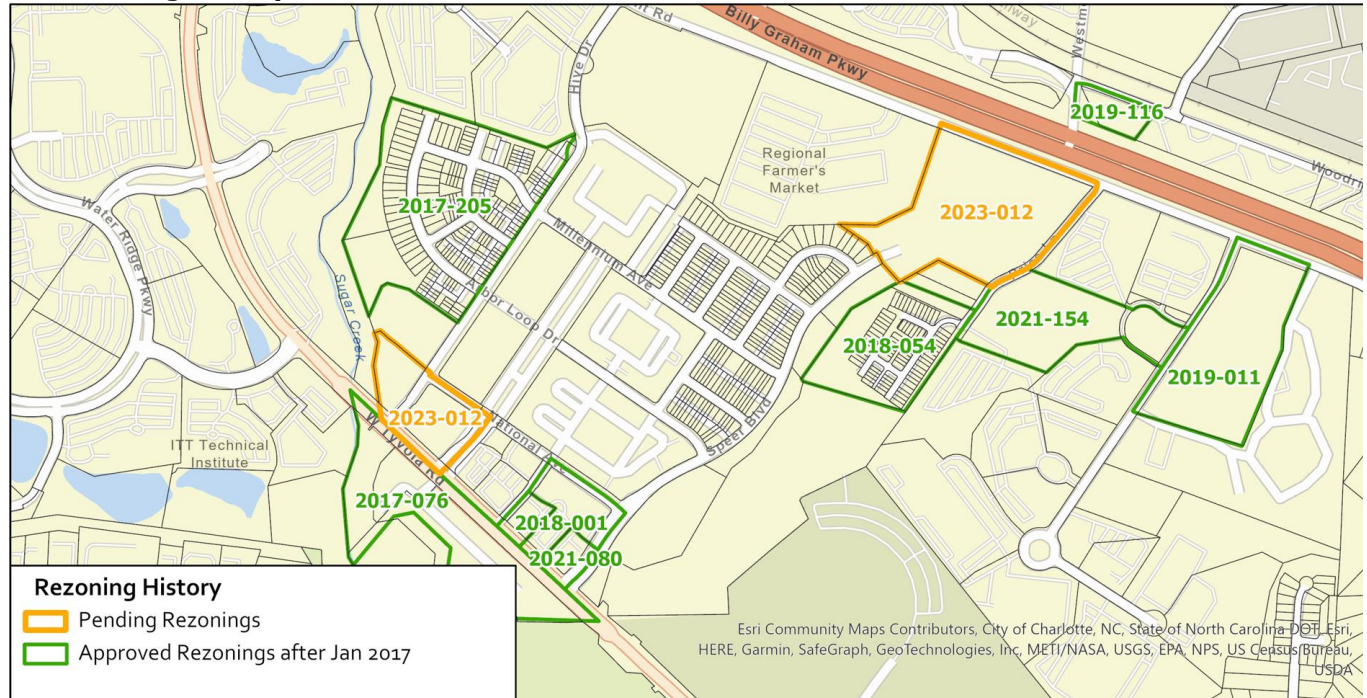 nt Rd
Billy Graham Pkwy
Hive Dr
Westm
2019-116
Woodr
Regional
Farmer's
Market
2023-012
2017-205
Water Ridge Pkwy
Millennium Ave
Sugar Creek
Arbor Loop Dr
2021-154
2018-054
2019-011
2023-012
W Tyvola Rd
National Ave
Speer Blvd
ITT Technical
Institute
2017-076
2018-001
2021-080
Rezoning History
Pending Rezonings
Approved Rezonings after Jan 2017
Esri Community Maps Contributors, City of Charlotte, NC, State of North Carolina DOT, Esri,
HERE, Garmin, SafeGraph, GeoTechnologies, Inc, METI/NASA, USGS, EPA, NPS, US Census Bureau,
USDA